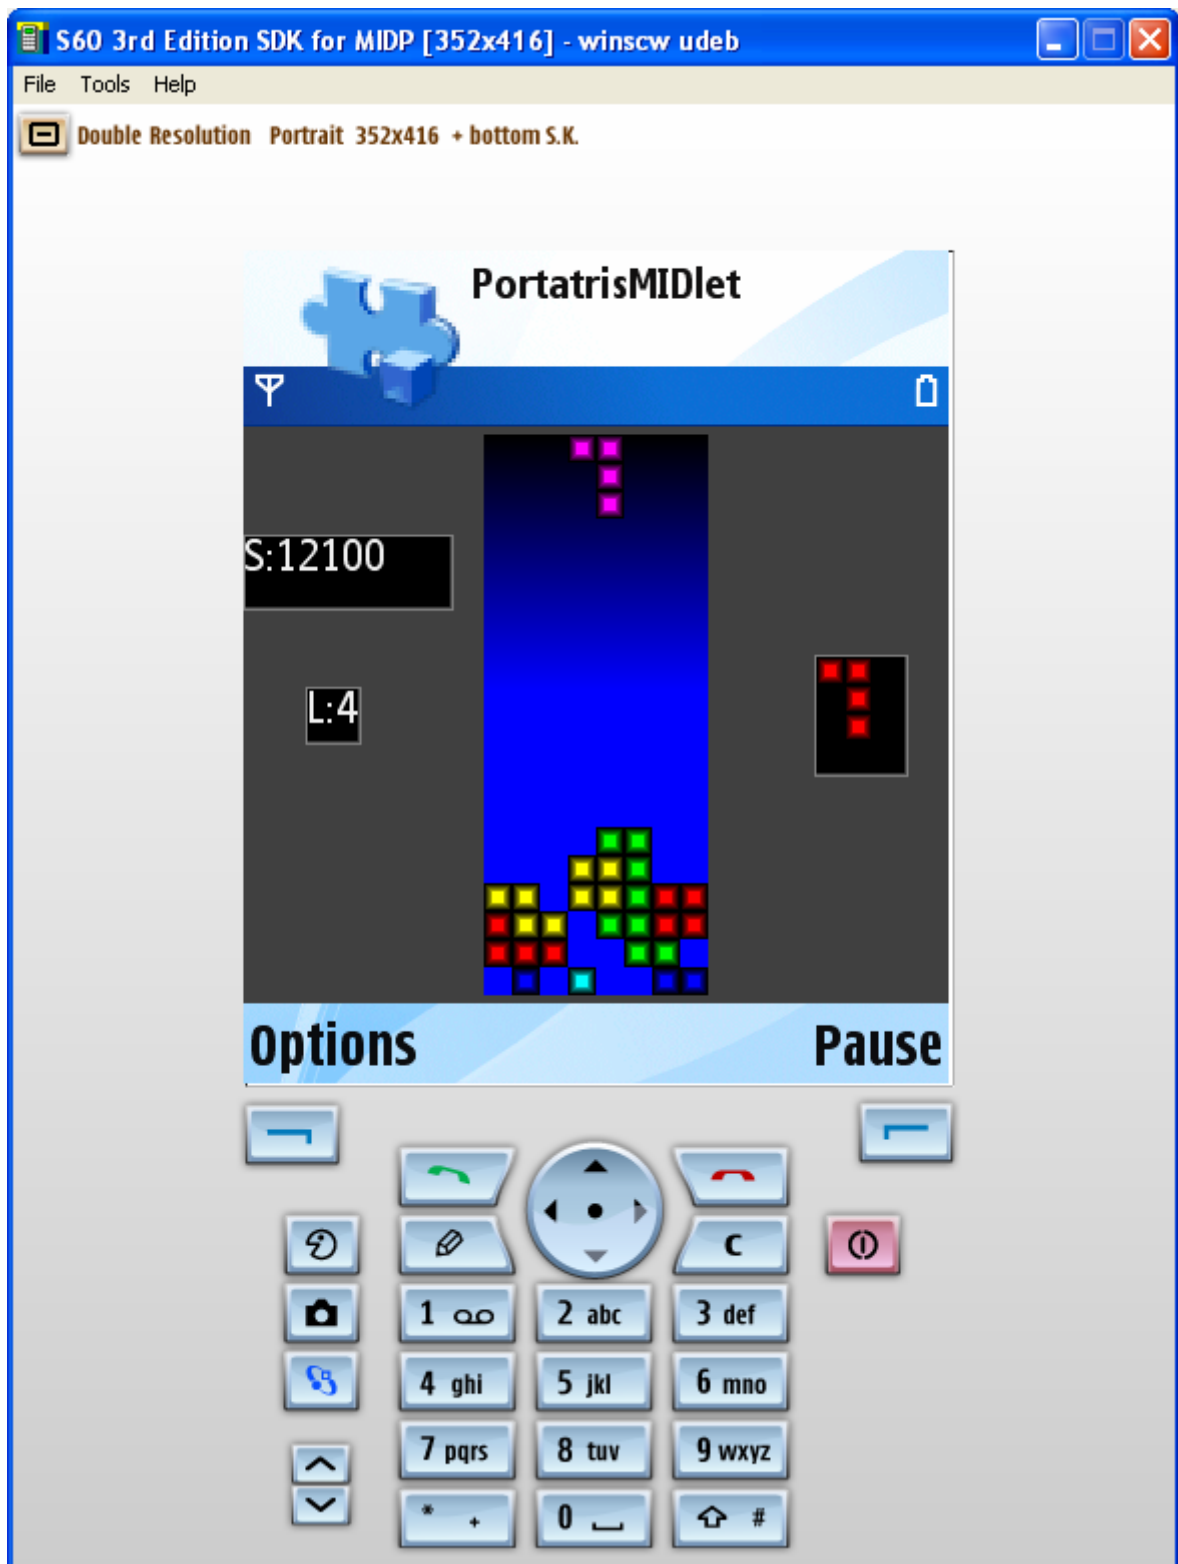 S60 3rd Edition SDK for MIDP [352x416] - winscw udeb
File Tools Help
Double Resolution Portrait 352x416 + bottom S.K.
PortatrisMIDlet
S:12100
L:4
Options Pause
C
1 2 abc 3 def
4 ghi 5 jkl 6 mno
7 pqrs 8 tuv 9 wxyz
* + 0 #